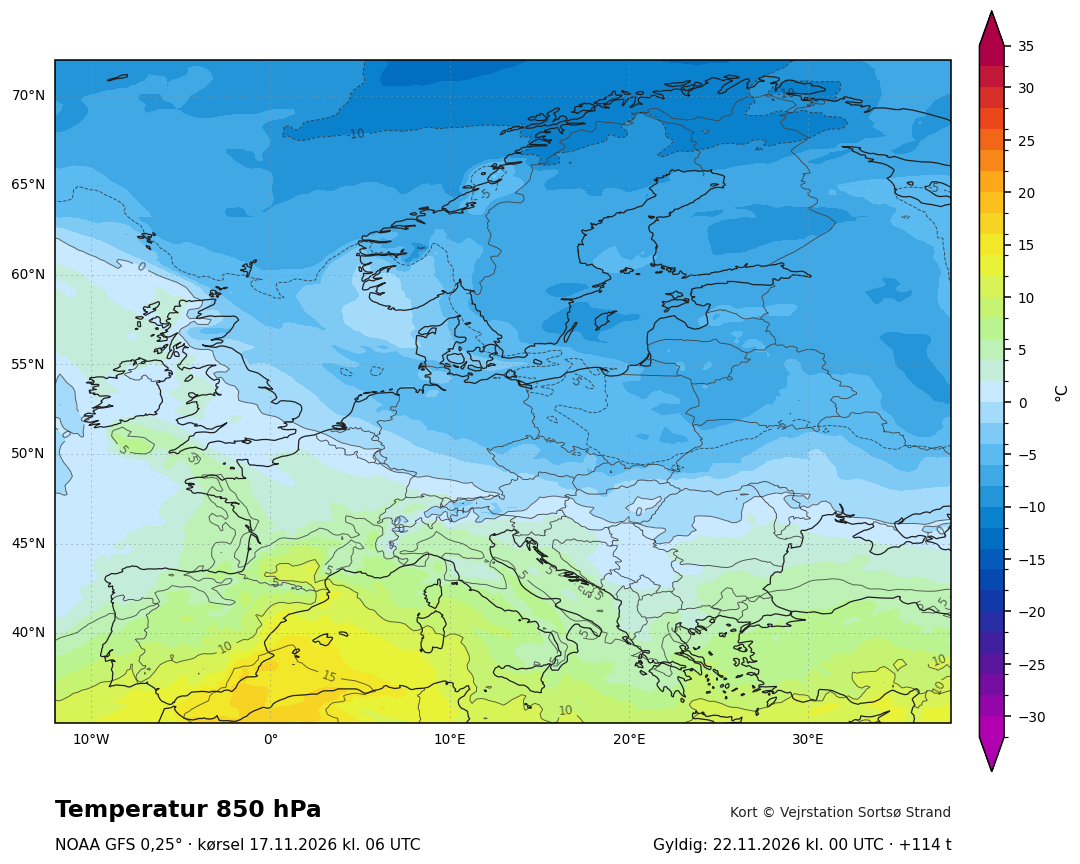 70°N
65°N
60°N
55°N
50°N
45°N
40°N
10°W
0°
10°E
20°E
30°E
35
30
25
20
15
10
5
0
−5
−10
−15
−20
−25
−30
°C
Temperatur 850 hPa
Kort © Vejrstation Sortsø Strand
NOAA GFS 0,25° · kørsel 17.11.2026 kl. 06 UTC
Gyldig: 22.11.2026 kl. 00 UTC · +114 t